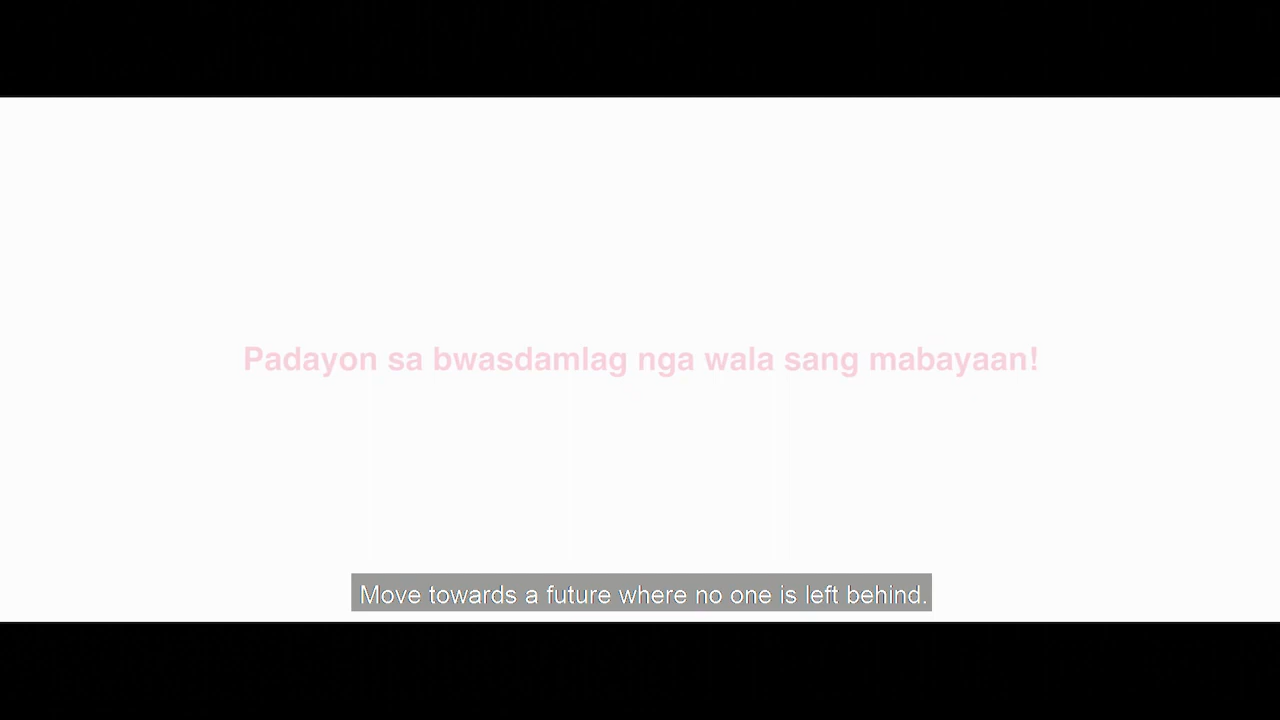 Padayon sa bwasdamlag nga wala sang mabayaan!
Move towards a future where no one is left behind.